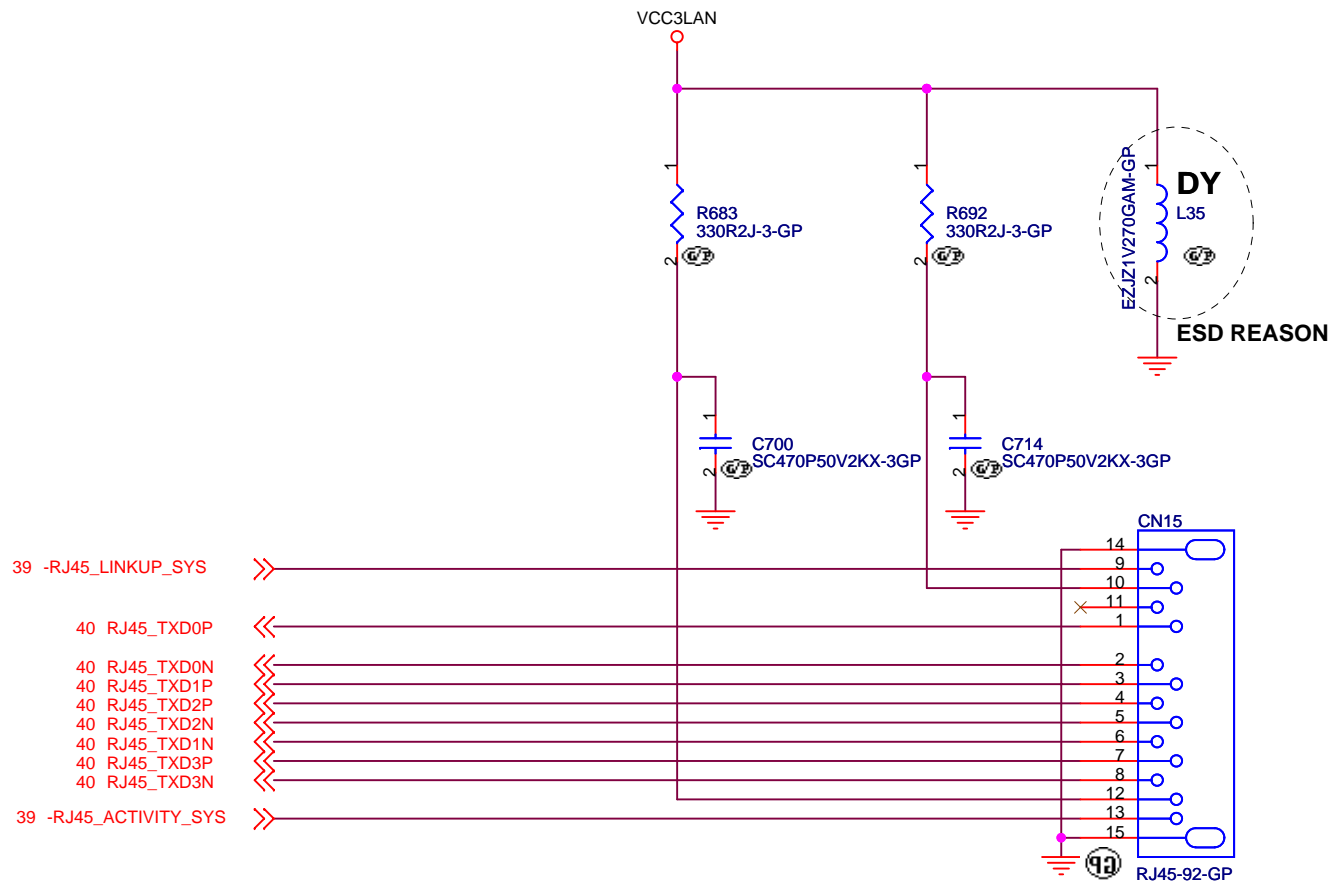 VCC3LAN
1
R683
330R2J-3-GP
2
G/P
1
R692
330R2J-3-GP
2
G/P
EZJZ1V270GAM-GP
1
DY
L35
2
G/P
ESD REASON
1
C700
SC470P50V2KX-3GP
2
G/P
1
C714
SC470P50V2KX-3GP
2
G/P
CN15
14
39 -RJ45_LINKUP_SYS
9
10
11
40 RJ45_TXD0P
1
40 RJ45_TXD0N
2
40 RJ45_TXD1P
3
40 RJ45_TXD2P
4
40 RJ45_TXD2N
5
40 RJ45_TXD1N
6
40 RJ45_TXD3P
7
40 RJ45_TXD3N
8
12
39 -RJ45_ACTIVITY_SYS
13
15
GP
RJ45-92-GP